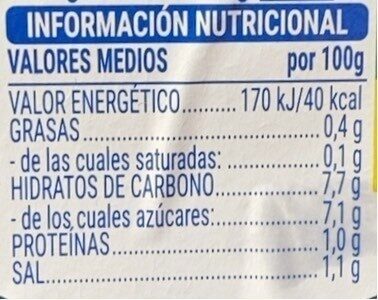 INFORMACIÓN NUTRICIONAL
VALORES MEDIOS por 100g
VALOR ENERGÉTICO.......... 170 kJ/40 kcal
GRASAS.......................................0,4 g
- de las cuales saturadas:.................0,1 g
HIDRATOS DE CARBONO..................7,7 g
- de los cuales azúcares:..................7,1 g
PROTEÍNAS..................................1,0 g
SAL............................................1,1 g